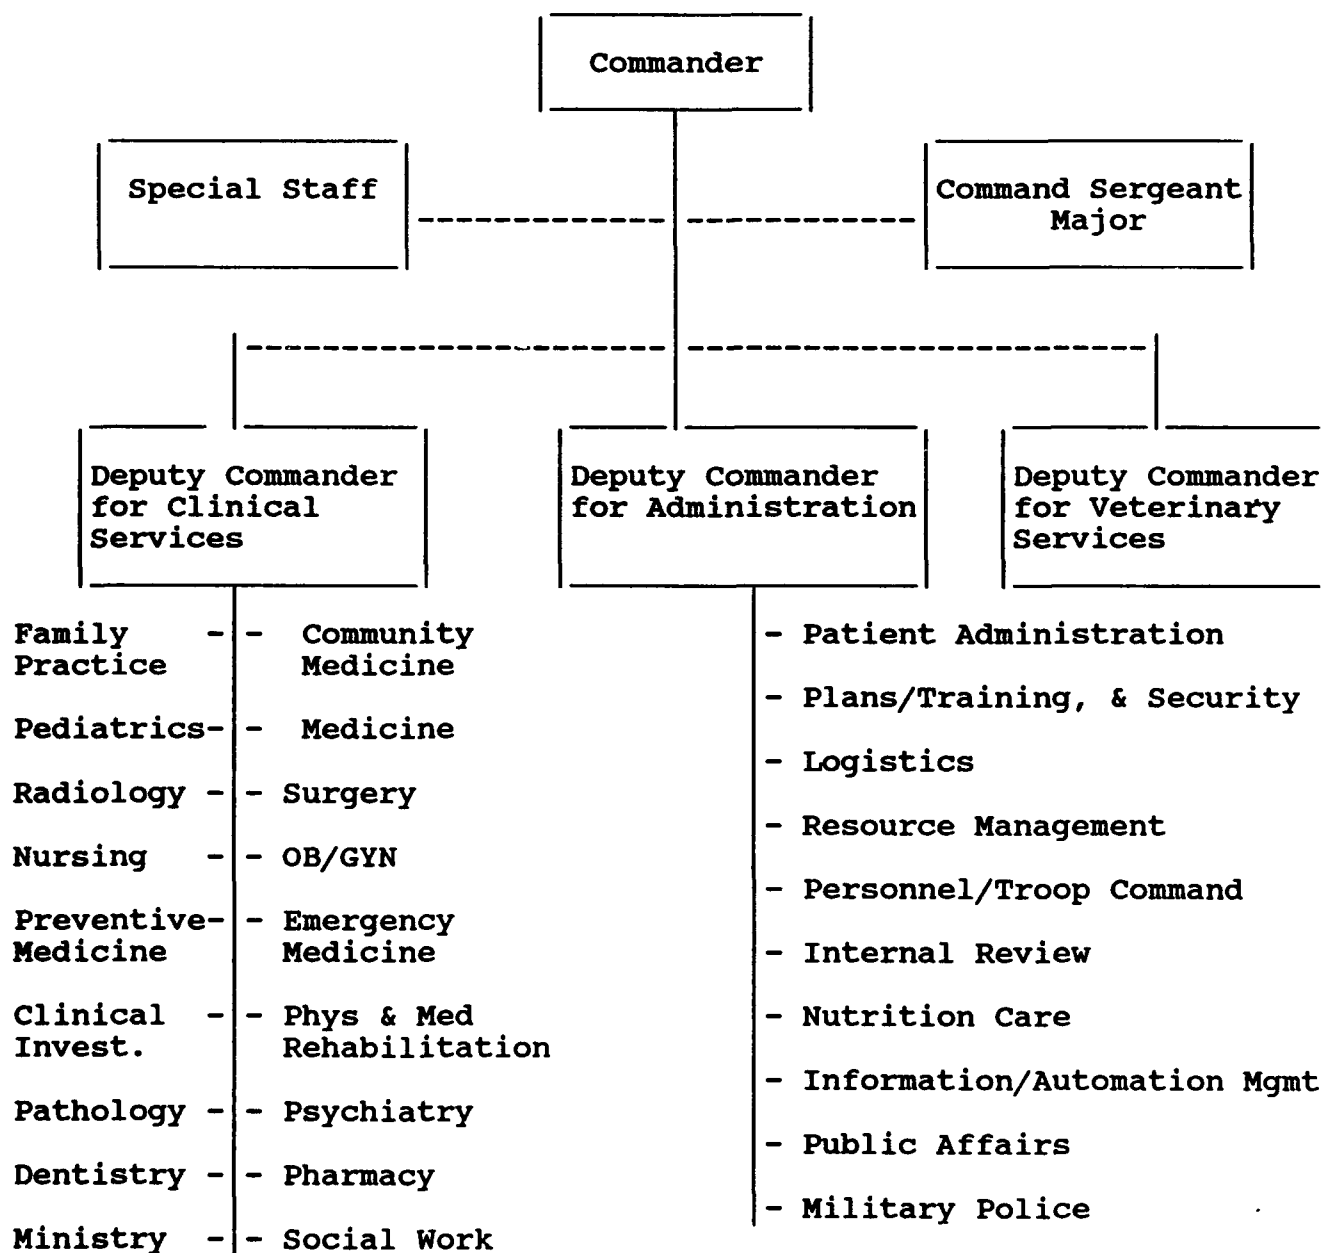 Commander
Special Staff
Command Sergeant
Major
Deputy Commander
for Clinical
Services
Deputy Commander
for Administration
Deputy Commander
for Veterinary
Services
Family - - Community
Practice Medicine
Pediatrics- - Medicine
Radiology - - Surgery
Nursing - - OB/GYN
Preventive- - Emergency
Medicine Medicine
Clinical - - Phys & Med
Invest. Rehabilitation
Pathology - - Psychiatry
Dentistry - - Pharmacy
Ministry - - Social Work
- Patient Administration
- Plans/Training, & Security
- Logistics
- Resource Management
- Personnel/Troop Command
- Internal Review
- Nutrition Care
- Information/Automation Mgmt
- Public Affairs
- Military Police